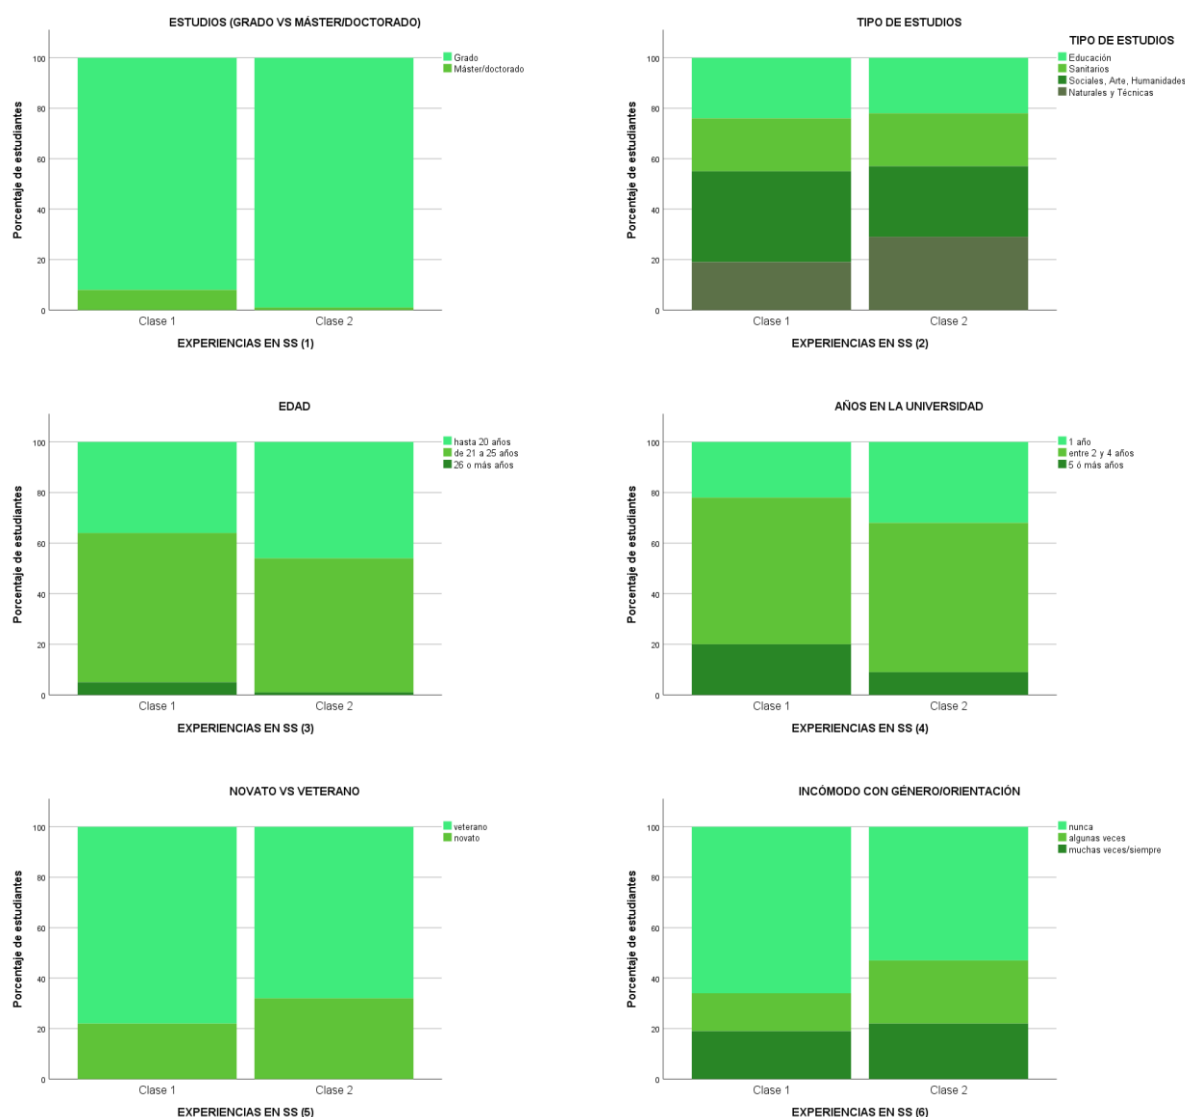 ESTUDIOS (GRADO VS MÁSTER/DOCTORADO)
Porcentaje de estudiantes
100
80
60
40
20
0
Clase 1
Clase 2
EXPERIENCIAS EN SS (1)
Grado
Máster/doctorado
TIPO DE ESTUDIOS
Porcentaje de estudiantes
100
80
60
40
20
0
Clase 1
Clase 2
EXPERIENCIAS EN SS (2)
TIPO DE ESTUDIOS
Educación
Sanitarios
Sociales, Arte, Humanidades
Naturales y Técnicas
EDAD
Porcentaje de estudiantes
100
80
60
40
20
0
Clase 1
Clase 2
EXPERIENCIAS EN SS (3)
hasta 20 años
de 21 a 25 años
26 o más años
AÑOS EN LA UNIVERSIDAD
Porcentaje de estudiantes
100
80
60
40
20
0
Clase 1
Clase 2
EXPERIENCIAS EN SS (4)
1 año
entre 2 y 4 años
5 ó más años
NOVATO VS VETERANO
Porcentaje de estudiantes
100
80
60
40
20
0
Clase 1
Clase 2
EXPERIENCIAS EN SS (5)
veterano
novato
INCÓMODO CON GÉNERO/ORIENTACIÓN
Porcentaje de estudiantes
100
80
60
40
20
0
Clase 1
Clase 2
EXPERIENCIAS EN SS (6)
nunca
algunas veces
muchas veces/siempre